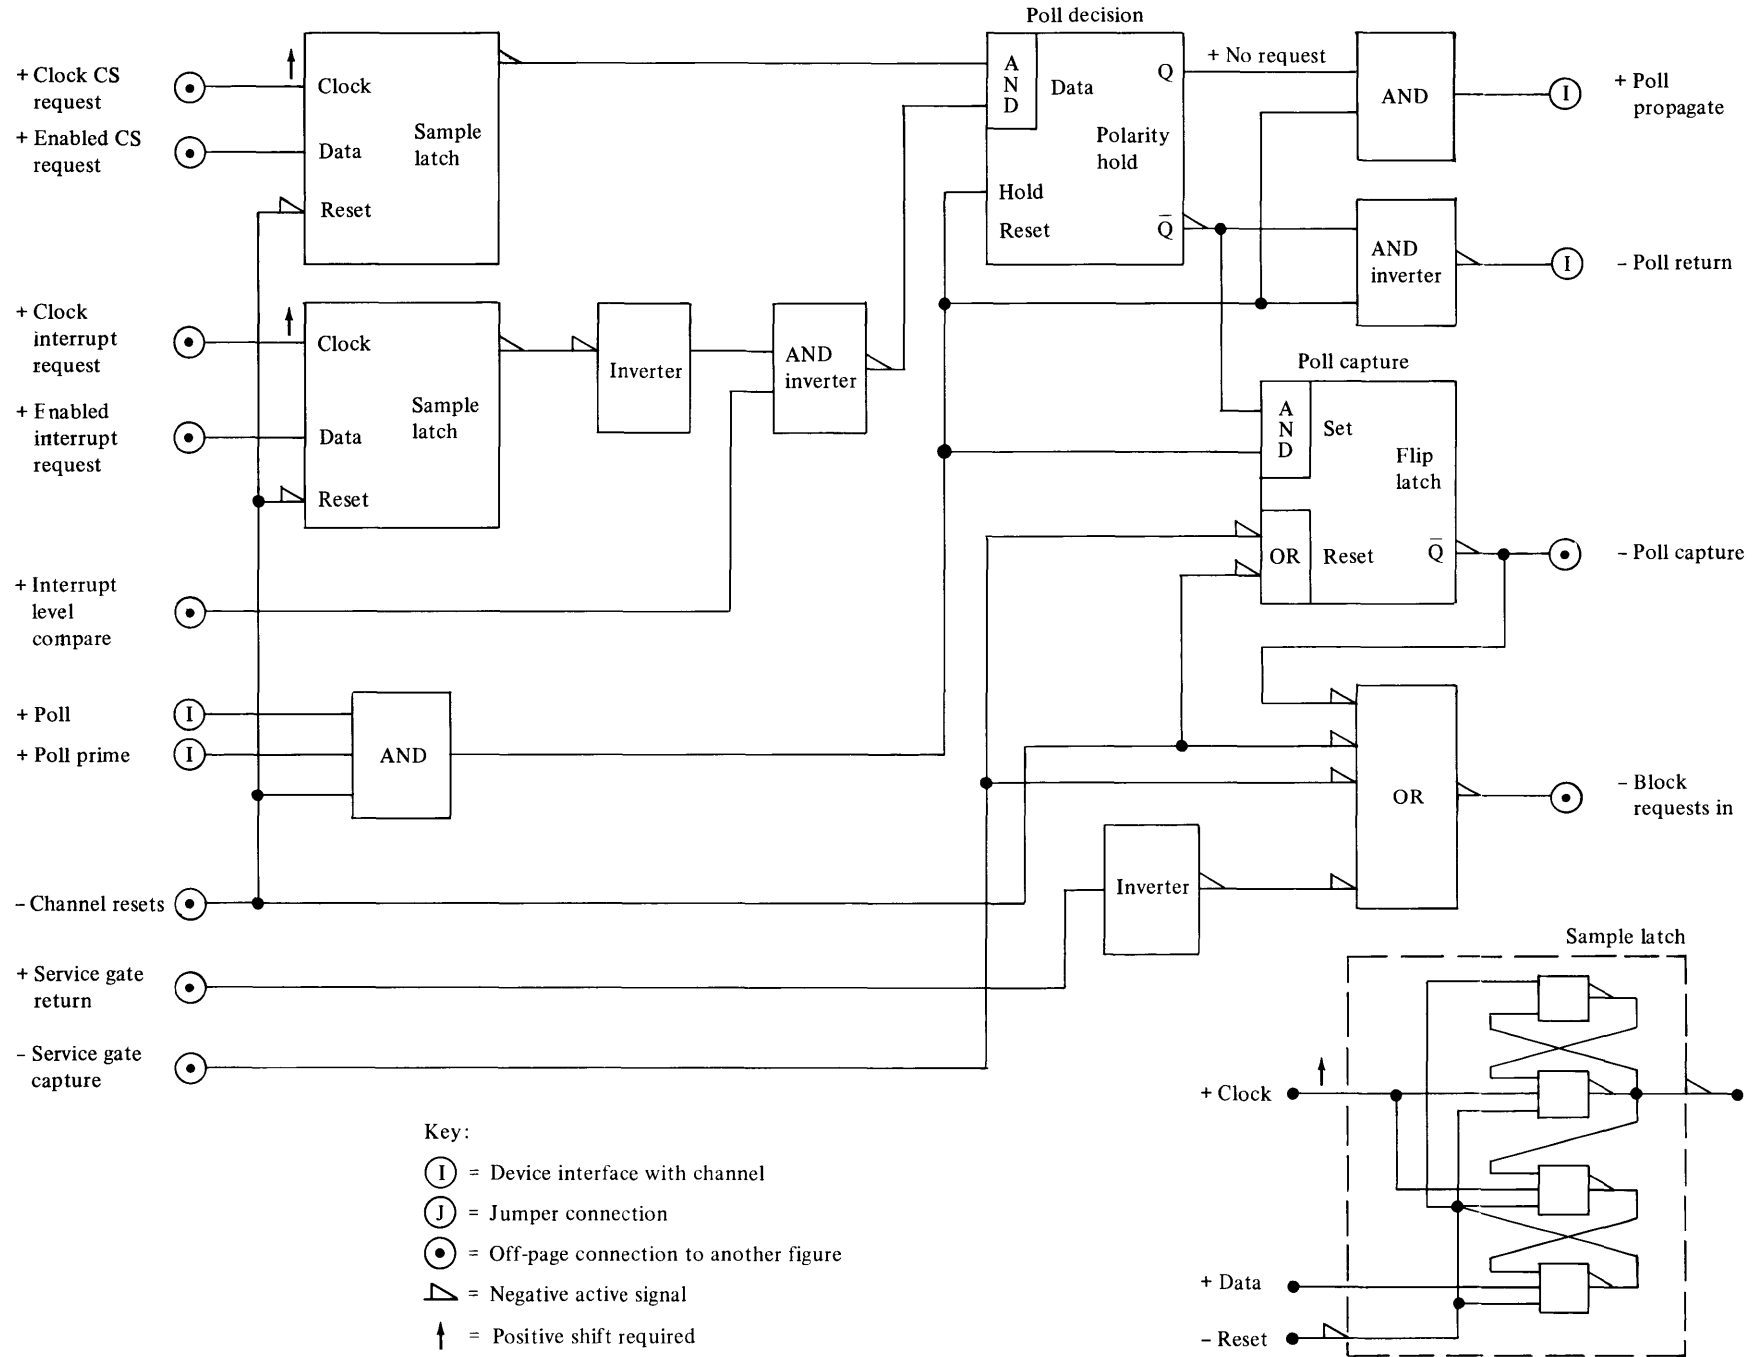 Poll decision
+ Clock CS
request
+ Enabled CS
request
Clock
Data
Reset
Sample
latch
A
N
D
Data
Polarity
hold
Hold
Reset
Q
Q̅
+ No request
AND
I
+ Poll
propagate
AND
inverter
I
– Poll return
+ Clock
interrupt
request
+ Enabled
interrupt
request
Clock
Data
Reset
Sample
latch
Inverter
AND
inverter
Poll capture
A
N
D
Set
Flip
latch
OR
Reset
Q̅
– Poll capture
+ Interrupt
level
compare
+ Poll
I
+ Poll prime
I
AND
OR
– Block
requests in
Inverter
– Channel resets
+ Service gate
return
– Service gate
capture
Key:
I = Device interface with channel
J = Jumper connection
= Off-page connection to another figure
= Negative active signal
= Positive shift required
Sample latch
+ Clock
+ Data
– Reset